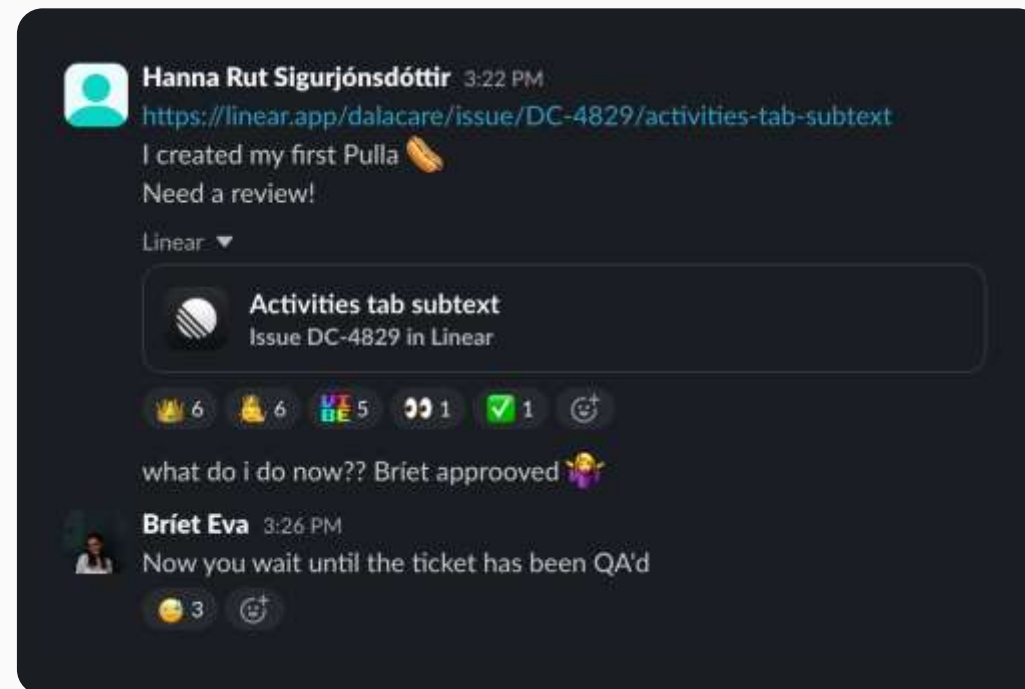 Hanna Rut Sigurjónsdóttir 3:22 PM
https://linear.app/dalacare/issue/DC-4829/activities-tab-subtext
I created my first Pulla 🌭
Need a review!
Linear
Activities tab subtext
Issue DC-4829 in Linear
6 6 VIBE 5 1 1
what do i do now?? Bríet approoved 🤷‍♀️
Bríet Eva 3:26 PM
Now you wait until the ticket has been QA'd
3